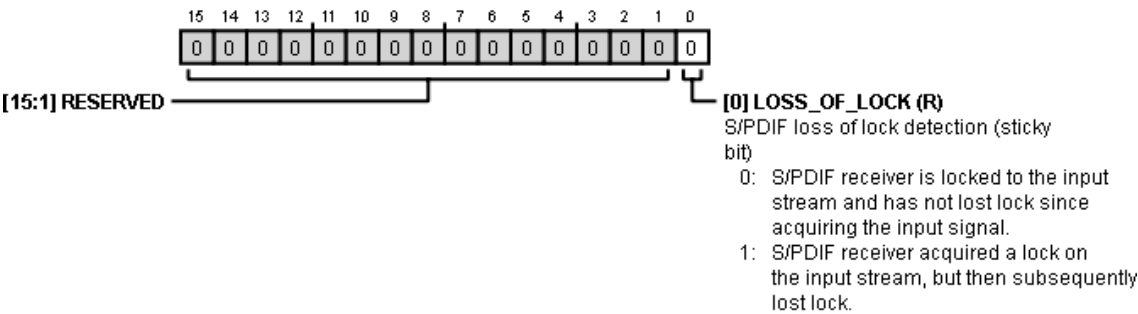 15 14 13 12 11 10 9 8 7 6 5 4 3 2 1 0
0 0 0 0 0 0 0 0 0 0 0 0 0 0 0 0
[15:1] RESERVED
[0] LOSS_OF_LOCK (R)
S/PDIF loss of lock detection (sticky
bit)
0: S/PDIF receiver is locked to the input
stream and has not lost lock since
acquiring the input signal.
1: S/PDIF receiver acquired a lock on
the input stream, but then subsequently
lost lock.